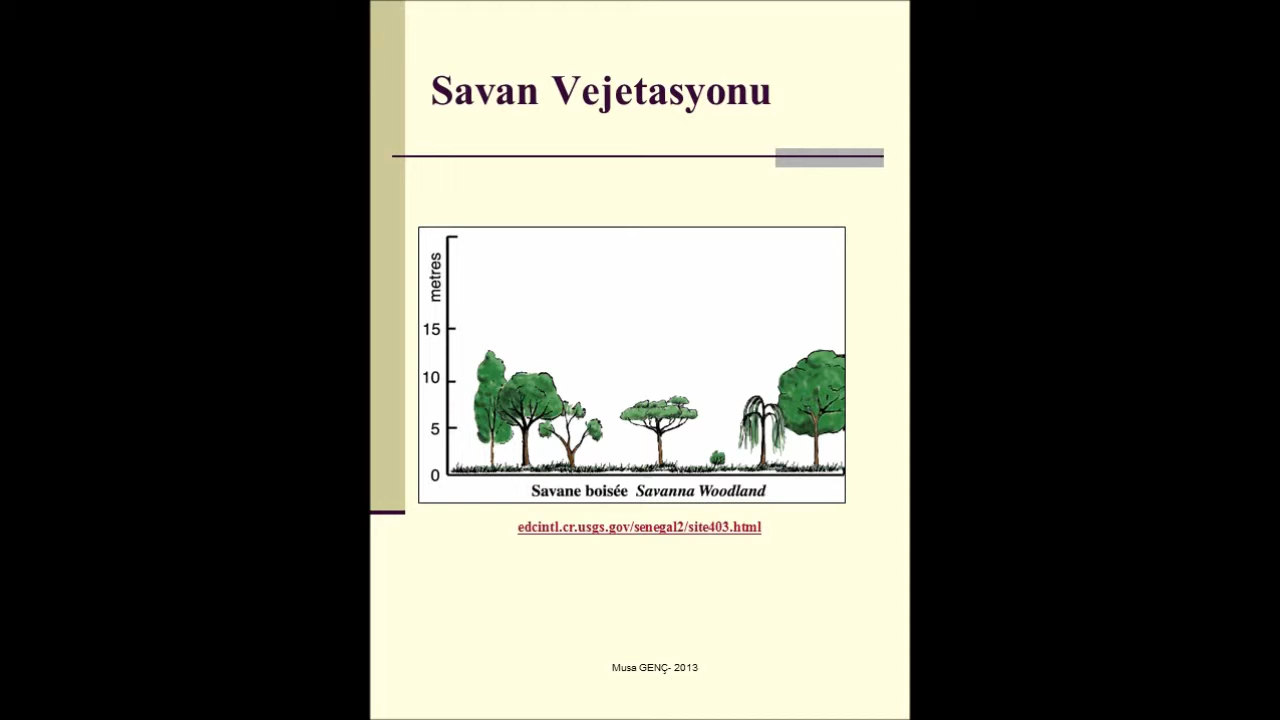 Savan Vejetasyonu
metres
15
10
5
0
Savane boisée Savanna Woodland
edcintl.cr.usgs.gov/senegal2/site403.html
Musa GENÇ- 2013